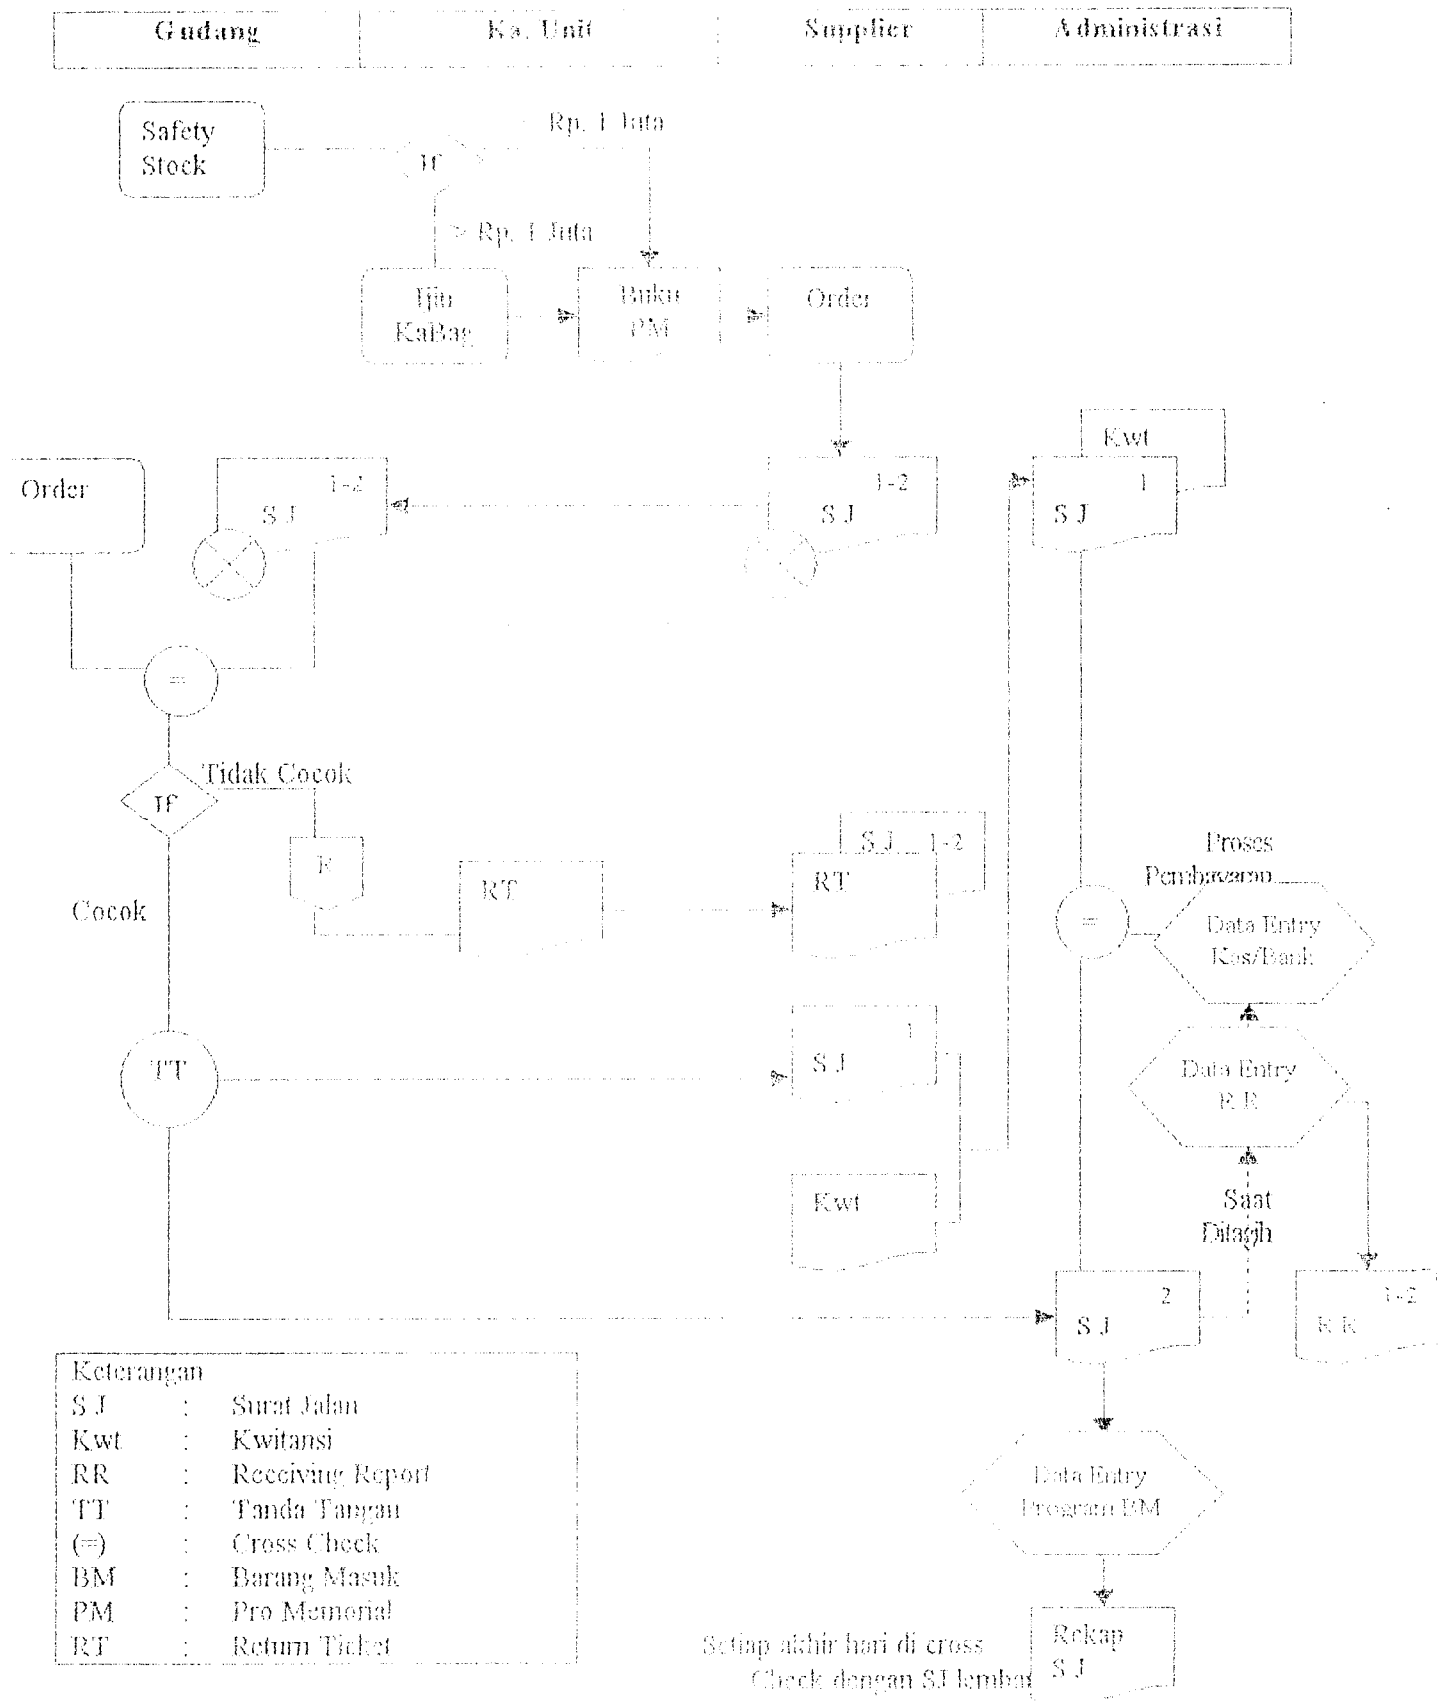 Gudang Ka. Unit Supplier Administrasi
Safety
Stock
If
Rp. 1 Juta
> Rp. 1 Juta
Ijin
KaBag
Buku
PM
Order
Kwt
1
S J
Order
1-2
S J
1-2
S J
=
If
Tidak Cocok
R
RT
S J 1-2
RT
Cocok
Proses
Pembayaran
=
Data Entry
Kas/Bank
TT
1
S J
Data Entry
R R
Kwt
Saat
Ditagih
2
S J
1-2
R R
Keterangan
S J : Surat Jalan
Kwt : Kwitansi
RR : Receiving Report
TT : Tanda Tangan
(=) : Cross Check
BM : Barang Masuk
PM : Pro Memorial
RT : Return Ticket
Data Entry
Program BM
Rekap
S J
Setiap akhir hari di cross
Check dengan SJ lembar